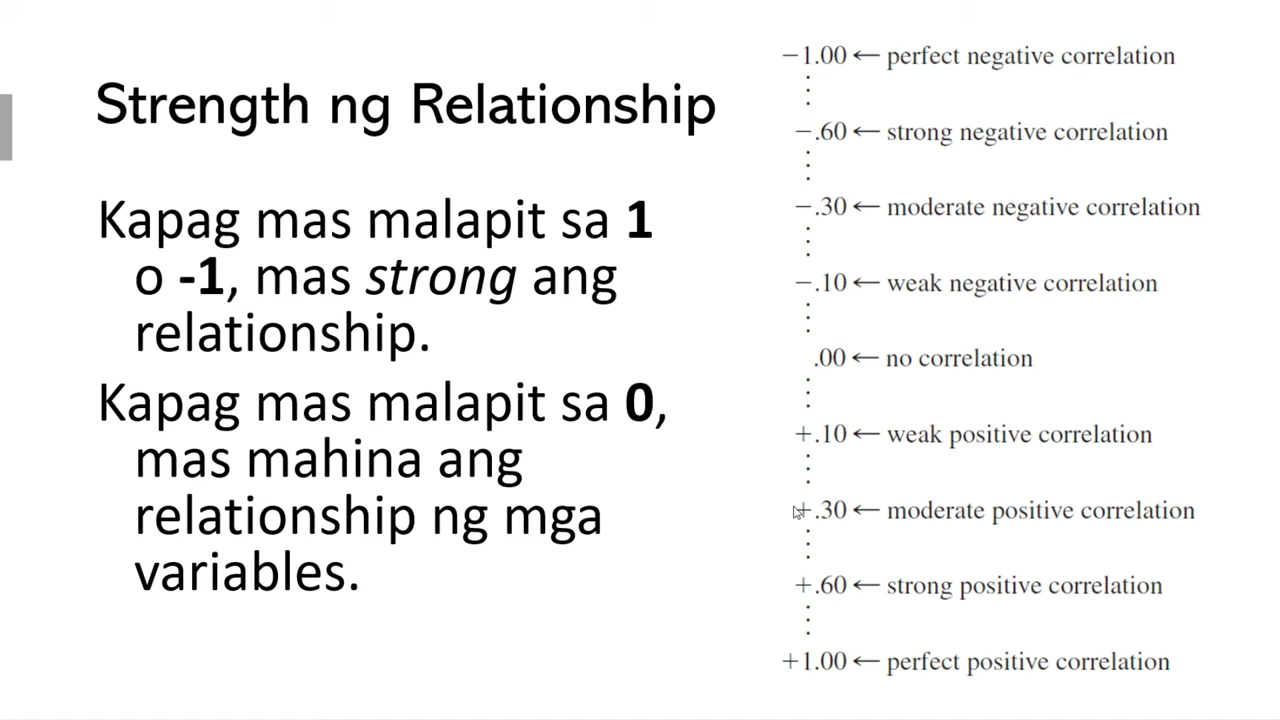 Strength ng Relationship
Kapag mas malapit sa 1
o -1, mas strong ang
relationship.
Kapag mas malapit sa 0,
mas mahina ang
relationship ng mga
variables.
−1.00 ← perfect negative correlation
−.60 ← strong negative correlation
−.30 ← moderate negative correlation
−.10 ← weak negative correlation
.00 ← no correlation
+.10 ← weak positive correlation
+.30 ← moderate positive correlation
+.60 ← strong positive correlation
+1.00 ← perfect positive correlation